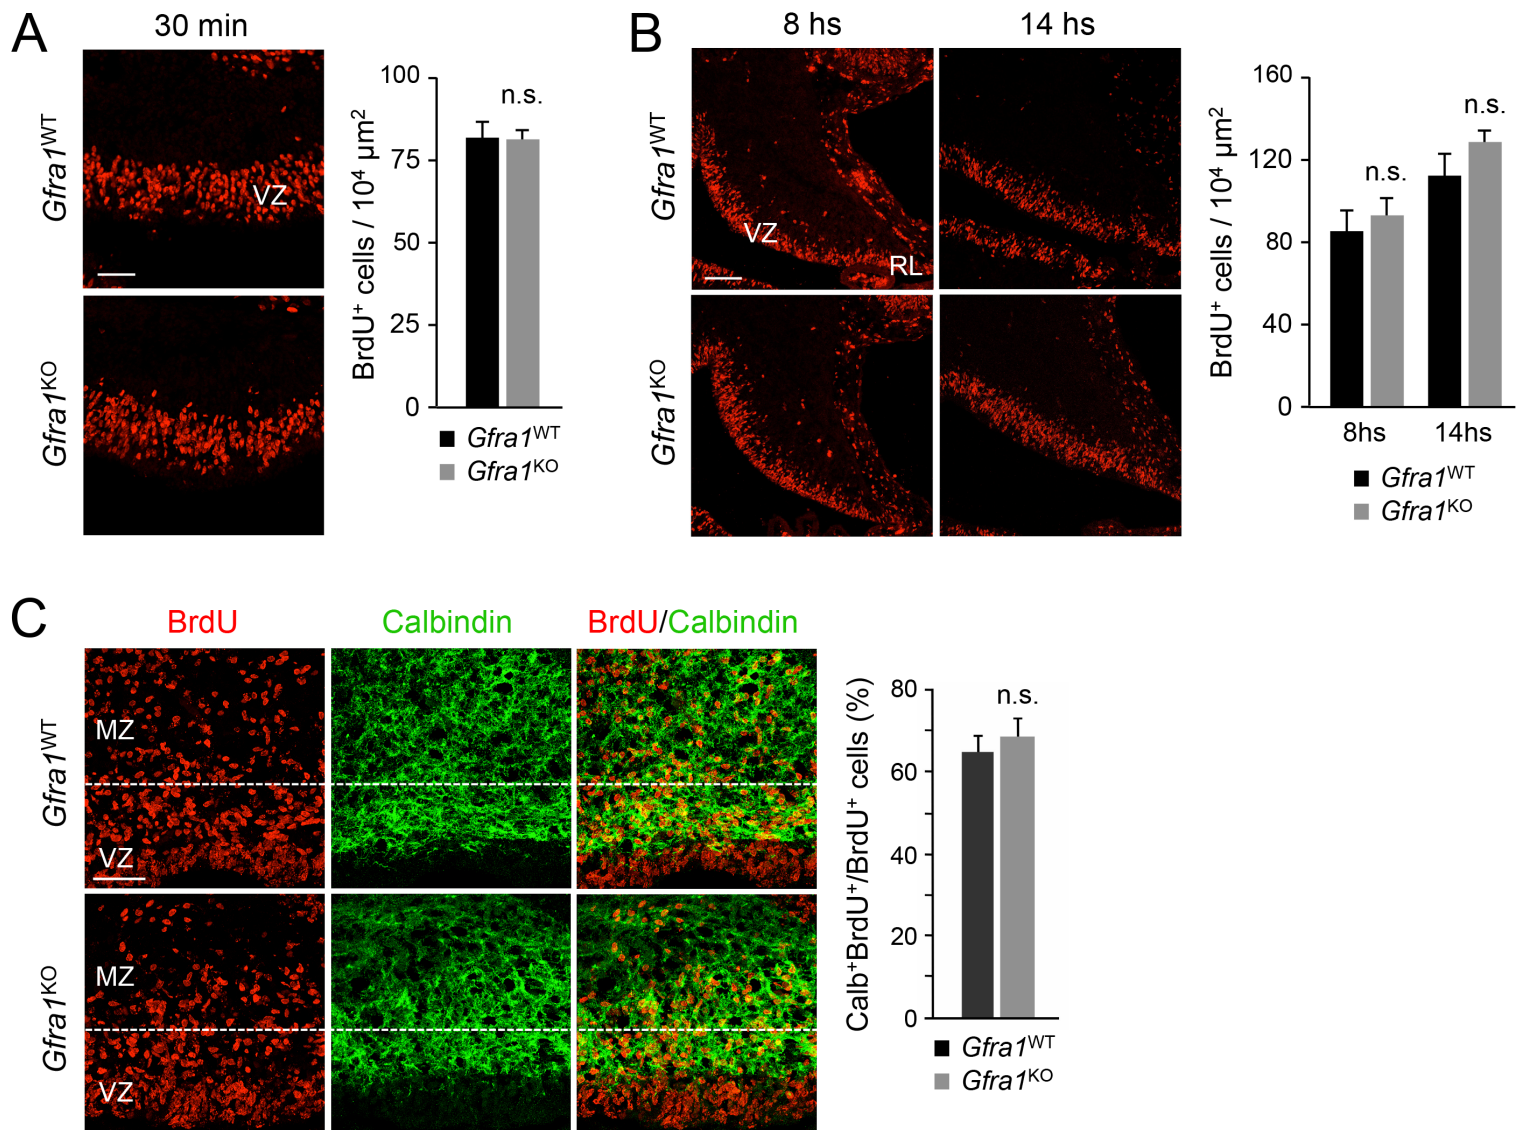 A
30 min
Gfra1WT
VZ
Gfra1KO
BrdU+ cells / 10⁴ µm²
100
75
50
25
0
n.s.
Gfra1WT
Gfra1KO
B
8 hs
14 hs
Gfra1WT
VZ
RL
Gfra1KO
BrdU+ cells / 10⁴ µm²
160
120
80
40
0
n.s.
n.s.
8hs
14hs
Gfra1WT
Gfra1KO
C
BrdU
Calbindin
BrdU/Calbindin
Gfra1WT
MZ
VZ
Gfra1KO
MZ
VZ
Calb+BrdU+/BrdU+ cells (%)
80
60
40
20
0
n.s.
Gfra1WT
Gfra1KO